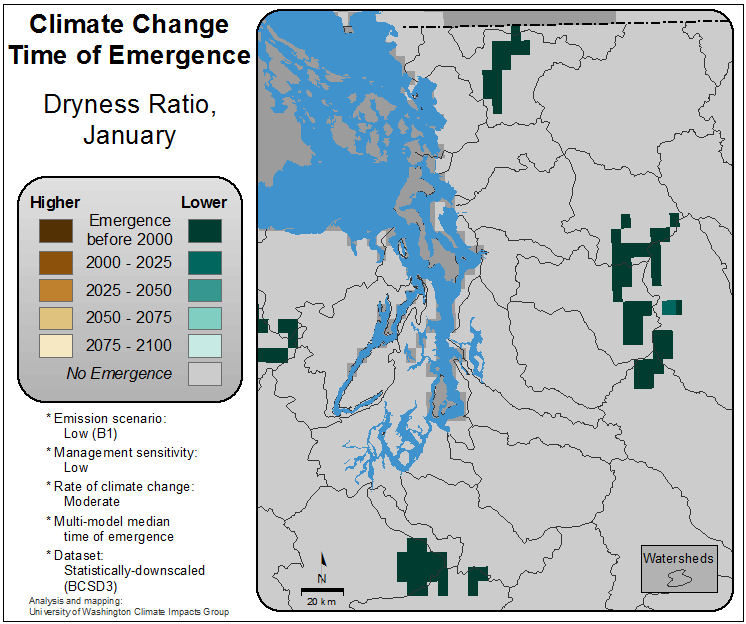 Climate Change
Time of Emergence
Dryness Ratio,
January
Higher
Lower
Emergence
before 2000
2000 - 2025
2025 - 2050
2050 - 2075
2075 - 2100
No Emergence
* Emission scenario:
Low (B1)
* Management sensitivity:
Low
* Rate of climate change:
Moderate
* Multi-model median
time of emergence
* Dataset:
Statistically-downscaled
(BCSD3)
Analysis and mapping:
University of Washington Climate Impacts Group
N
20 km
Watersheds